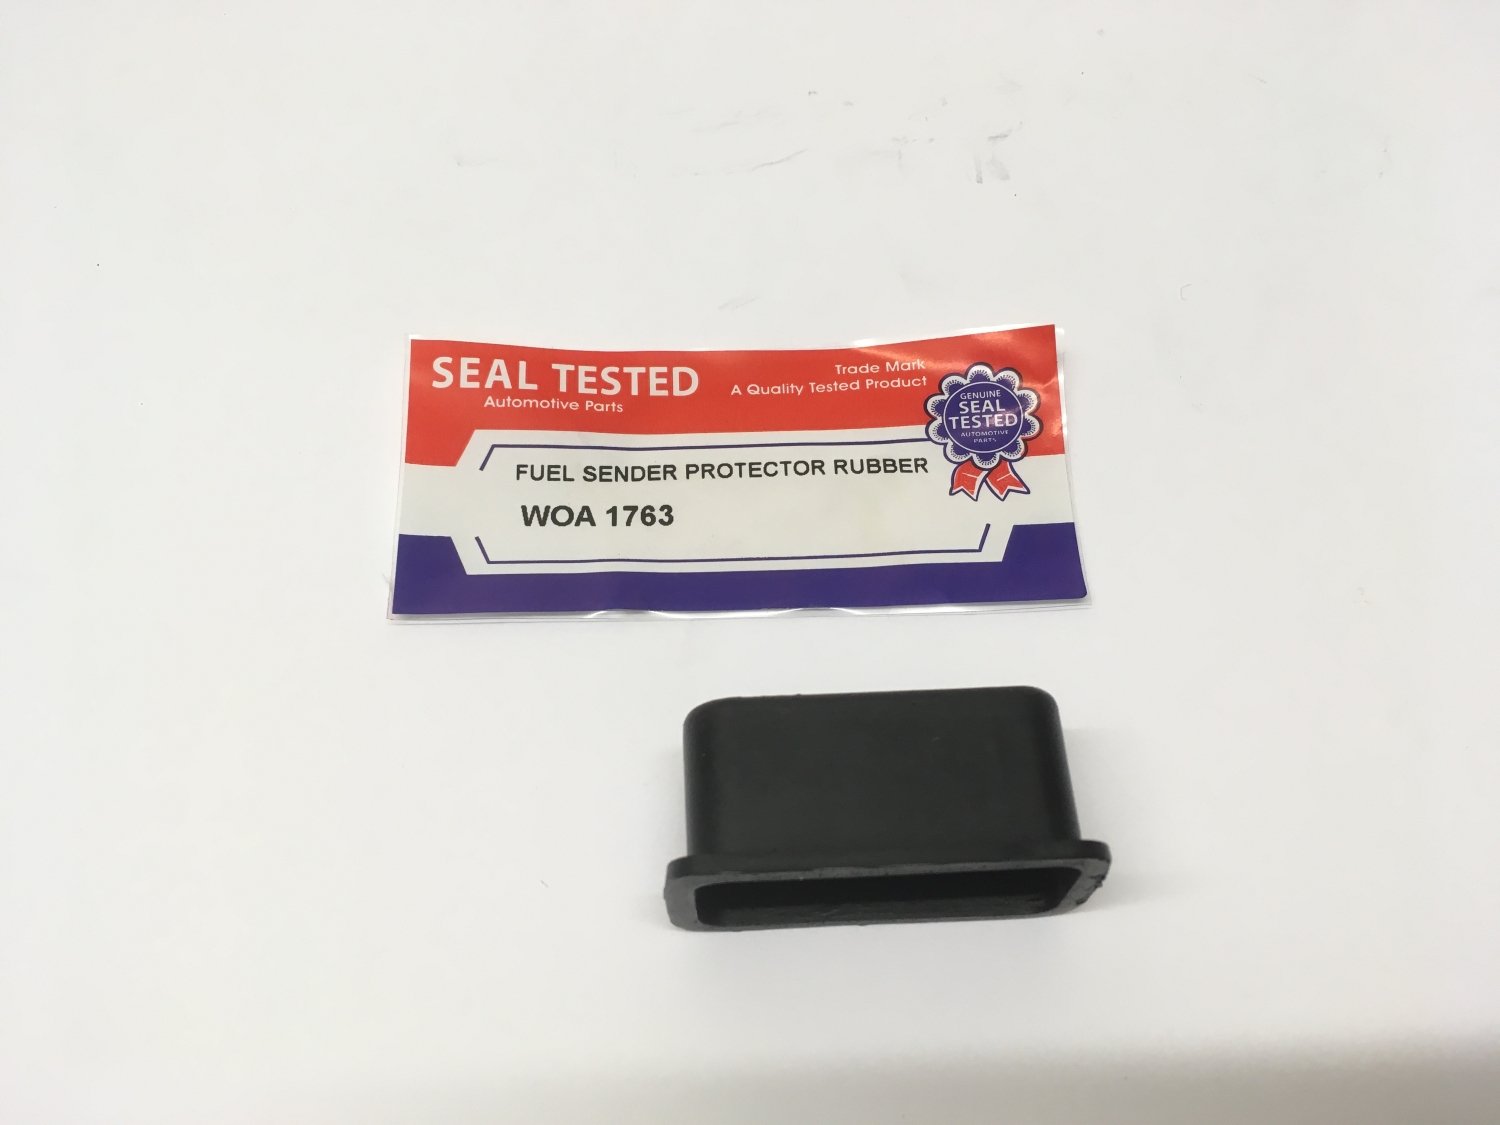 SEAL TESTED
Automotive Parts
Trade Mark
A Quality Tested Product
GENUINE
SEAL
TESTED
AUTOMOTIVE
PARTS
FUEL SENDER PROTECTOR RUBBER
WOA 1763